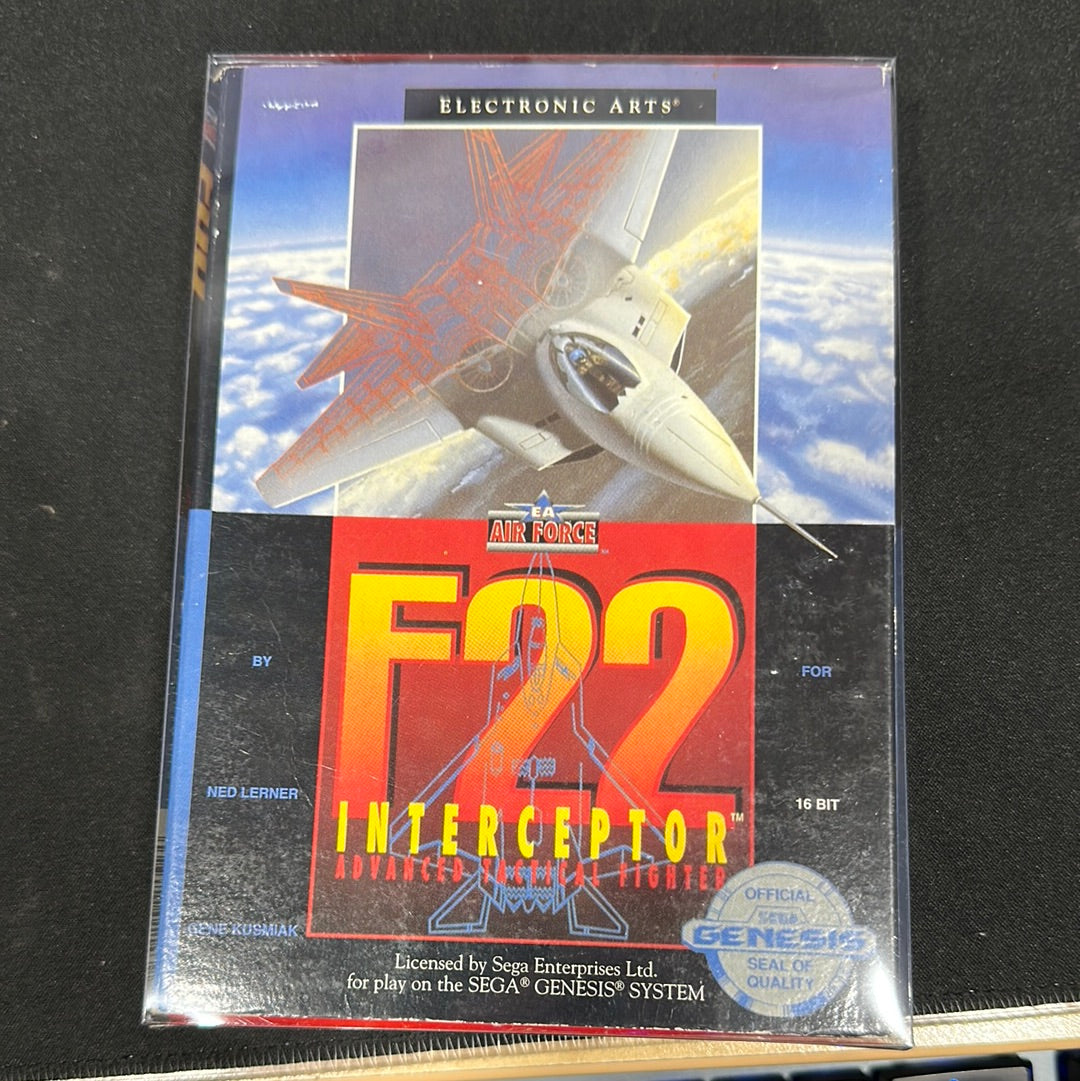 ELECTRONIC ARTS®
EA
AIR FORCE
F22
INTERCEPTOR™
ADVANCED TACTICAL FIGHTER
BY
NED LERNER
GENE KUSMIAK
FOR
16 BIT
OFFICIAL
SEGA
GENESIS
SEAL OF
QUALITY
Licensed by Sega Enterprises Ltd.
for play on the SEGA® GENESIS® SYSTEM